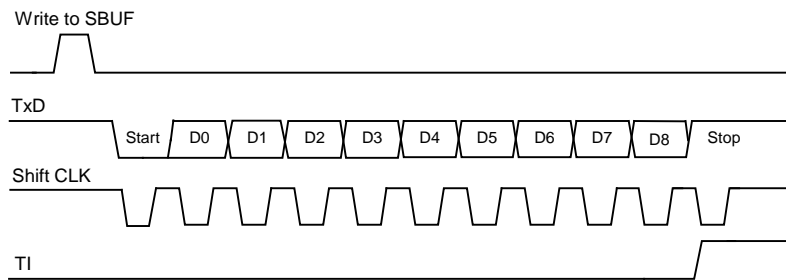 Write to SBUF
TxD
Start D0 D1 D2 D3 D4 D5 D6 D7 D8 Stop
Shift CLK
TI